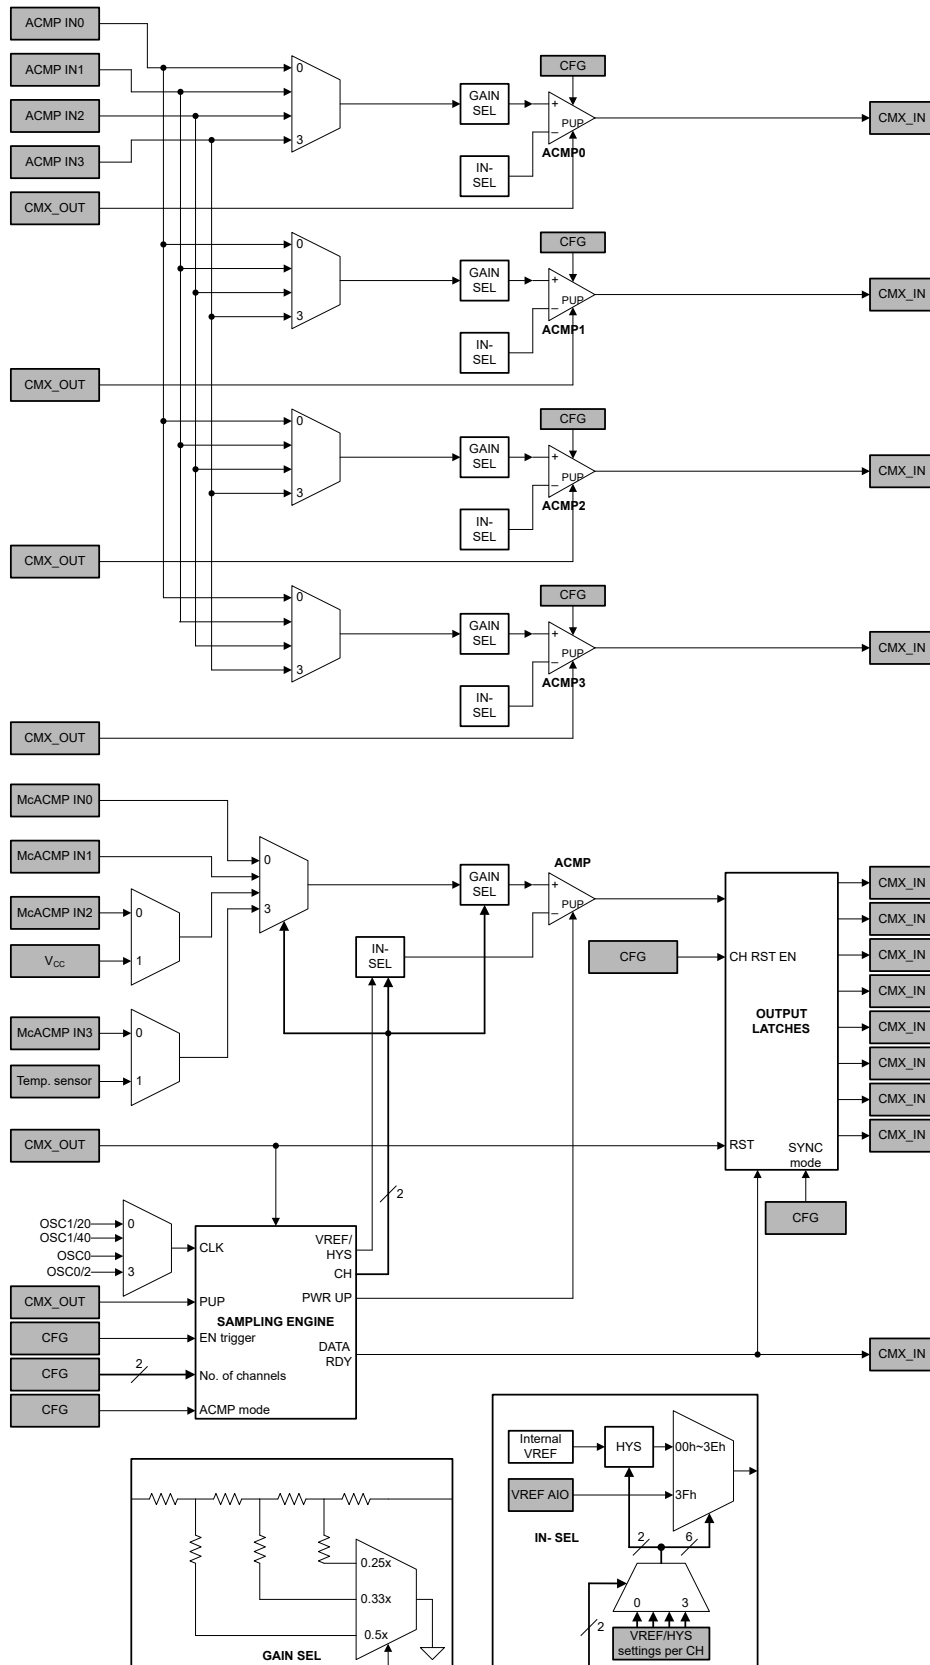 ACMP IN0
ACMP IN1
ACMP IN2
ACMP IN3
CMX_OUT
0
3
GAIN
SEL
IN-
SEL
CFG
+
PUP
–
ACMP0
CMX_IN
0
3
GAIN
SEL
IN-
SEL
CFG
+
PUP
–
ACMP1
CMX_IN
CMX_OUT
0
3
GAIN
SEL
IN-
SEL
CFG
+
PUP
–
ACMP2
CMX_IN
CMX_OUT
0
3
GAIN
SEL
IN-
SEL
CFG
+
PUP
–
ACMP3
CMX_IN
CMX_OUT
McACMP IN0
McACMP IN1
McACMP IN2
VCC
0
1
McACMP IN3
Temp. sensor
0
1
0
3
GAIN
SEL
IN-
SEL
ACMP
+
PUP
–
CFG
CH RST EN
OUTPUT
LATCHES
RST
SYNC
mode
CFG
CMX_IN
CMX_IN
CMX_IN
CMX_IN
CMX_IN
CMX_IN
CMX_IN
CMX_IN
CMX_OUT
2
OSC1/20
OSC1/40
OSC0
OSC0/2
0
3
CLK
VREF/
HYS
CH
CMX_OUT
PUP
PWR UP
SAMPLING ENGINE
CFG
EN trigger
DATA
RDY
CMX_IN
CFG
2
No. of channels
CFG
ACMP mode
0.25x
0.33x
0.5x
GAIN SEL
Internal
VREF
HYS
00h~3Eh
VREF AIO
3Fh
IN- SEL
2
6
0
3
2
VREF/HYS
settings per CH